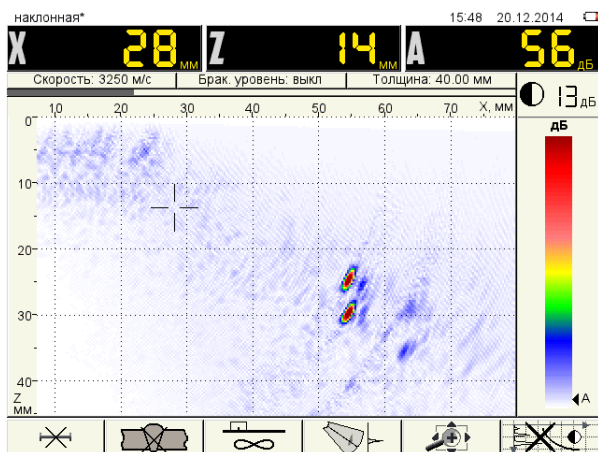 наклонная* 15:48 20.12.2014
X 28 мм Z 14 мм A 56 дБ
Скорость: 3250 м/с Брак. уровень: выкл Толщина: 40.00 мм
13 дБ
10 20 30 40 50 60 70 X, мм
дБ
0
10
20
30
40
Z
мм
A